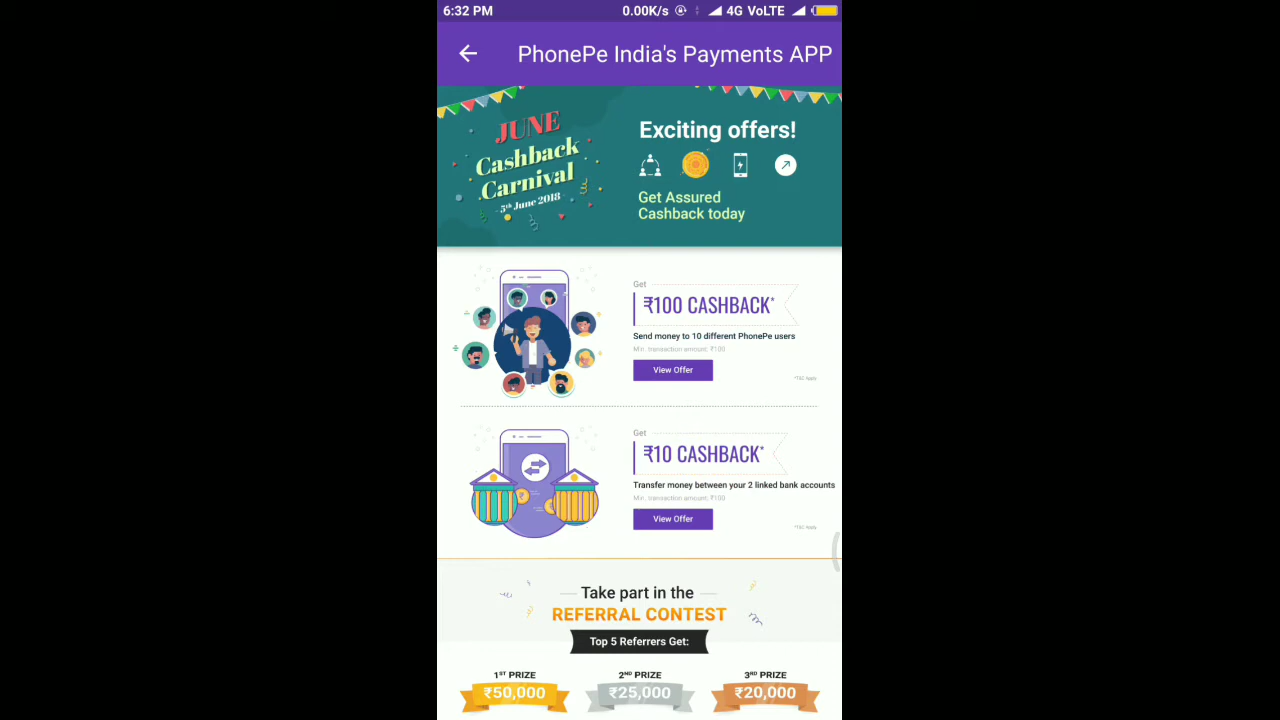 6:32 PM
0.00K/s
4G VoLTE
PhonePe India's Payments APP
JUNE
Cashback
Carnival
- 5th June 2018 -
Exciting offers!
Get Assured
Cashback today
Get
₹100 CASHBACK*
Send money to 10 different PhonePe users
Min. transaction amount: ₹100
View Offer
*T&C Apply
Get
₹10 CASHBACK*
Transfer money between your 2 linked bank accounts
Min. transaction amount: ₹100
View Offer
*T&C Apply
Take part in the
REFERRAL CONTEST
Top 5 Referrers Get:
1ST PRIZE
₹50,000
2ND PRIZE
₹25,000
3RD PRIZE
₹20,000